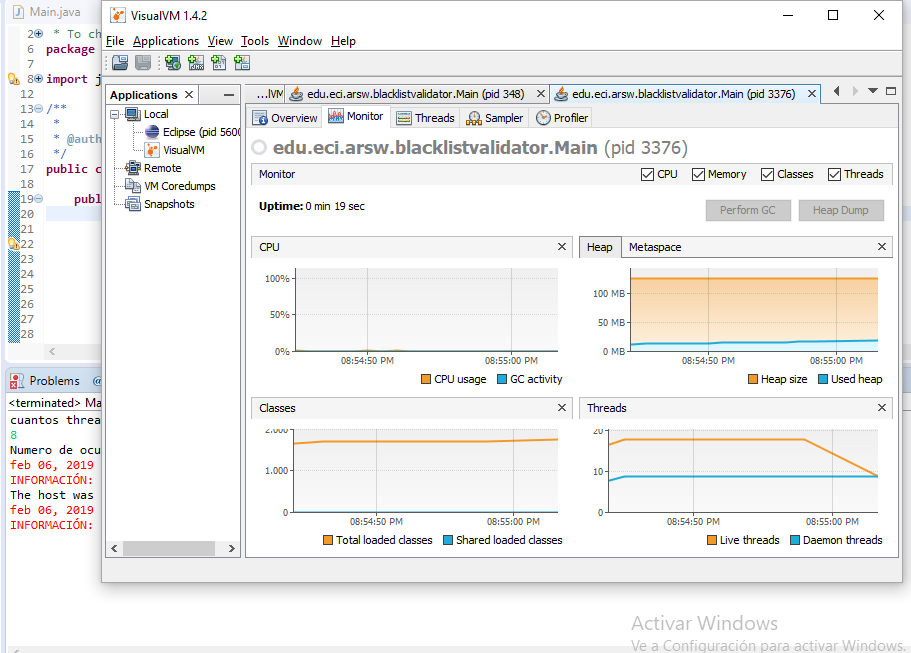 Main.java
VisualVM 1.4.2
File Applications View Tools Window Help
2 * To ch
6 package
7
8 import j
12
13 /**
14 *
15 * @auth
16 */
17 public c
18
19 publ
20
21
22
23
24
25
26
27
28
Applications
Local
Eclipse (pid 5600
VisualVM
Remote
VM Coredumps
Snapshots
...lVM
edu.eci.arsw.blacklistvalidator.Main (pid 348)
edu.eci.arsw.blacklistvalidator.Main (pid 3376)
Overview Monitor Threads Sampler Profiler
edu.eci.arsw.blacklistvalidator.Main (pid 3376)
Monitor
CPU Memory Classes Threads
Uptime: 0 min 19 sec
Perform GC Heap Dump
CPU
100%
50%
0%
08:54:50 PM 08:55:00 PM
CPU usage GC activity
Heap Metaspace
100 MB
50 MB
0 MB
08:54:50 PM 08:55:00 PM
Heap size Used heap
Classes
2.000
1.000
0
08:54:50 PM 08:55:00 PM
Total loaded classes Shared loaded classes
Threads
20
10
0
08:54:50 PM 08:55:00 PM
Live threads Daemon threads
Problems @
<terminated> Ma
cuantos threa
8
Numero de ocu
feb 06, 2019
INFORMACIÓN:
The host was
feb 06, 2019
INFORMACIÓN:
Activar Windows
Ve a Configuración para activar Windows.